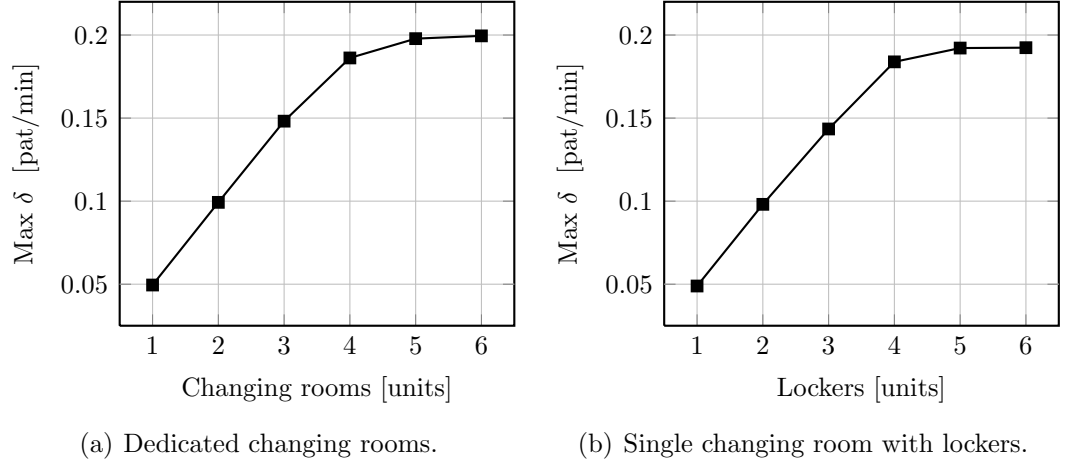 0.2
0.15
0.1
0.05
Max δ [pat/min]
1 2 3 4 5 6
Changing rooms [units]
(a) Dedicated changing rooms.
0.2
0.15
0.1
0.05
Max δ [pat/min]
1 2 3 4 5 6
Lockers [units]
(b) Single changing room with lockers.